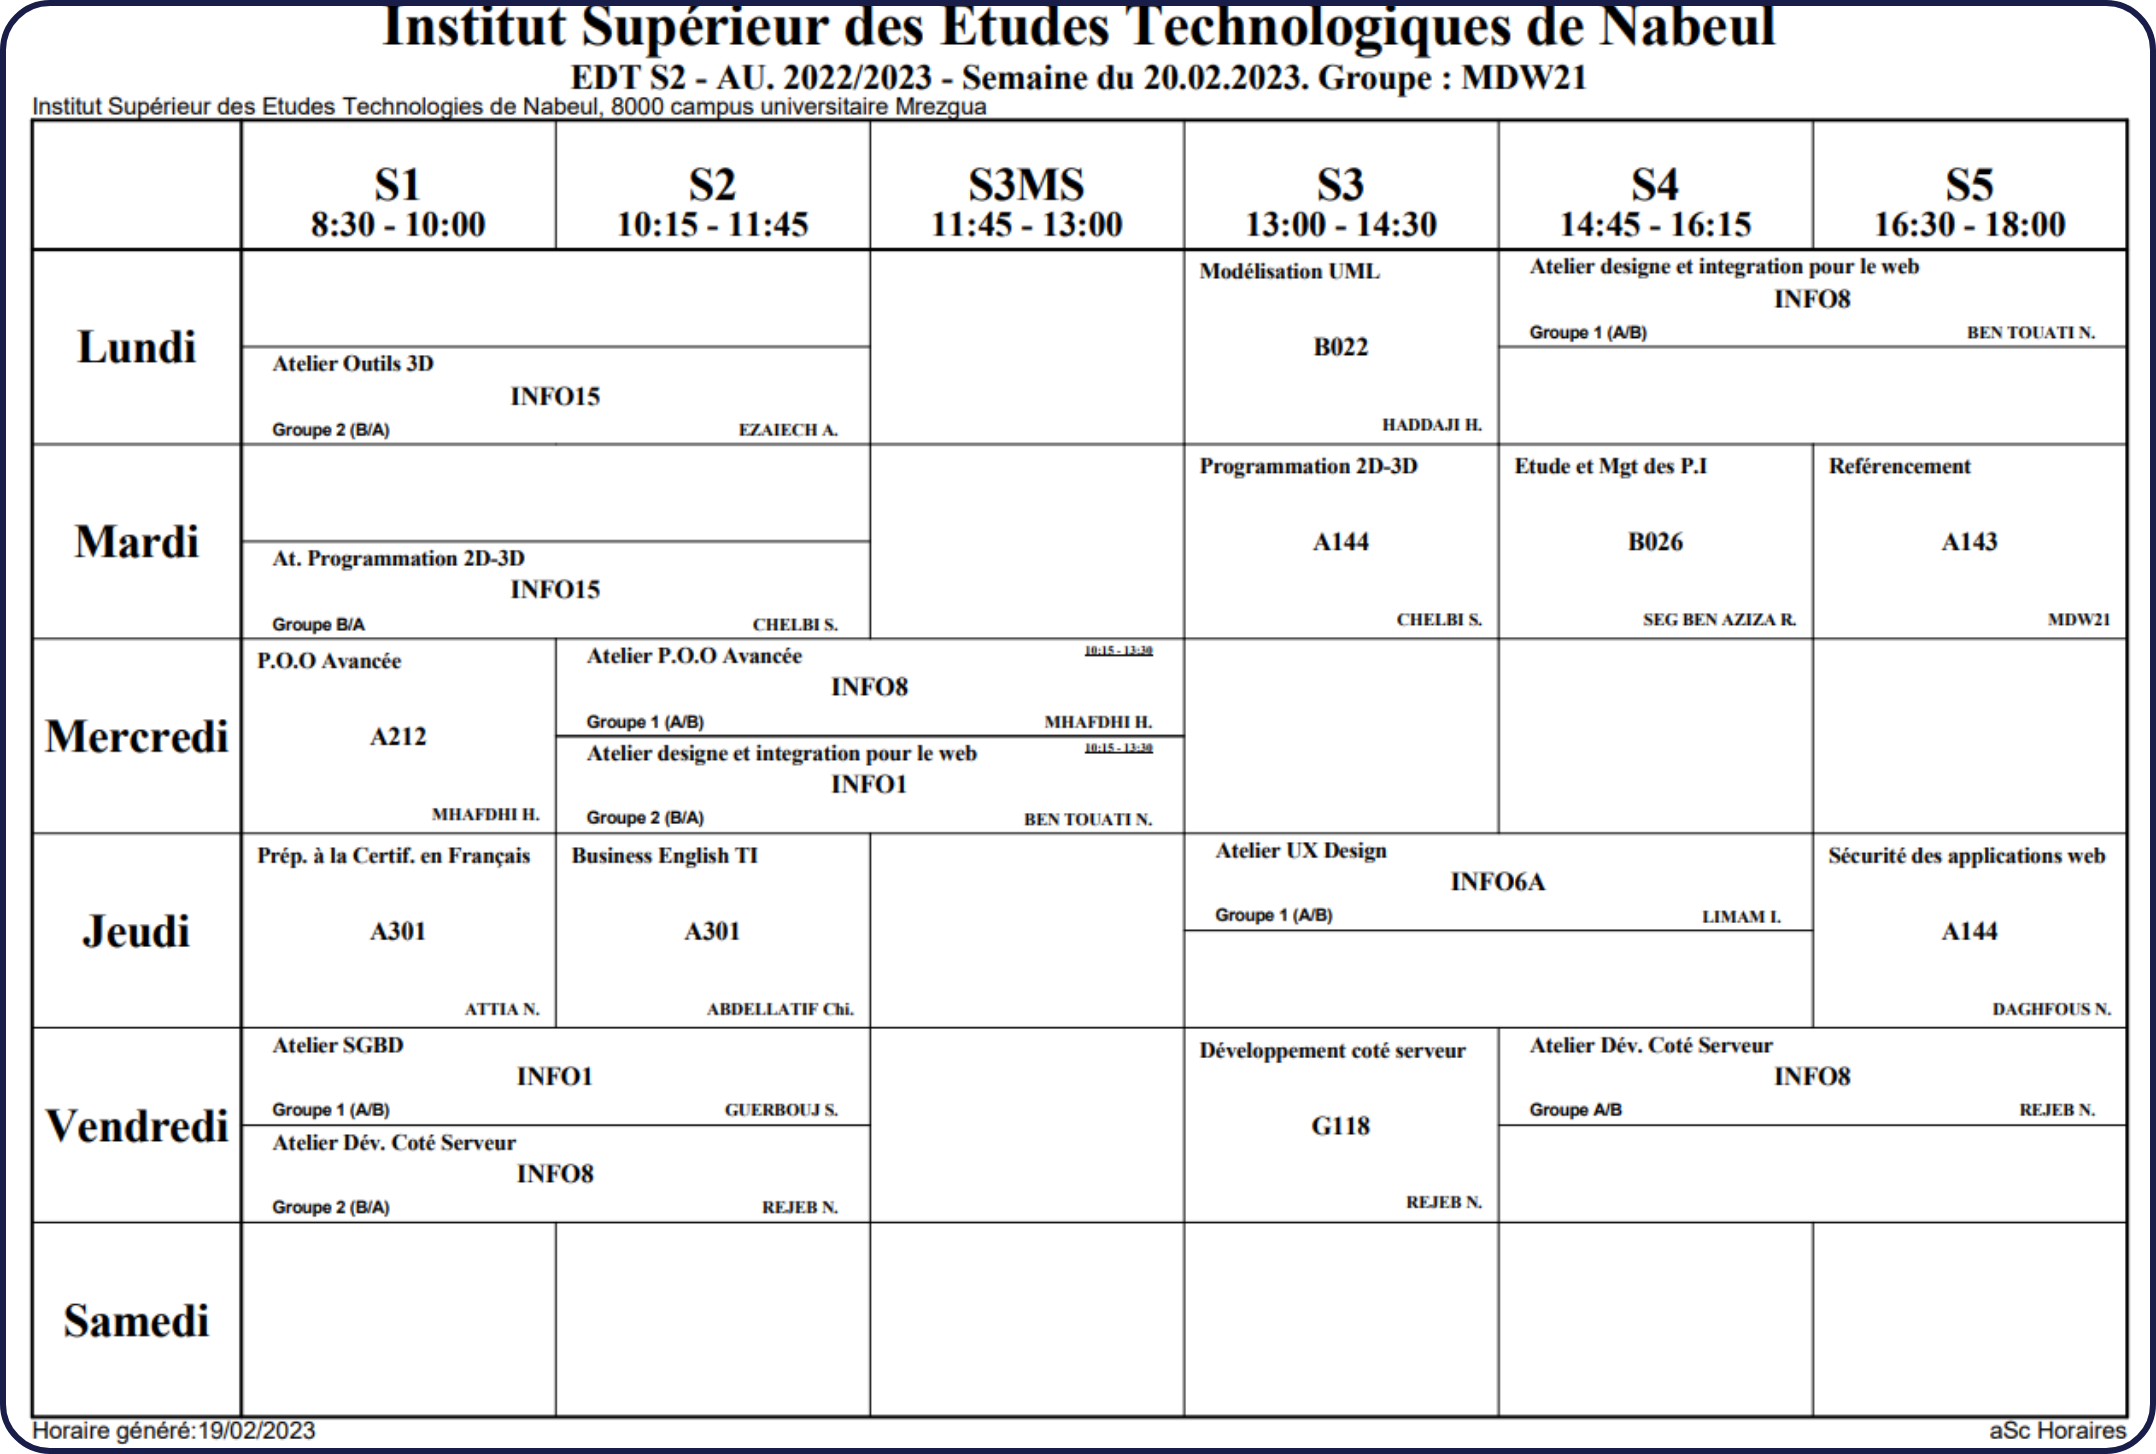 Institut Supérieur des Etudes Technologiques de Nabeul
EDT S2 - AU. 2022/2023 - Semaine du 20.02.2023. Groupe : MDW21
Institut Supérieur des Etudes Technologies de Nabeul, 8000 campus universitaire Mrezgua
S1
8:30 - 10:00
S2
10:15 - 11:45
S3MS
11:45 - 13:00
S3
13:00 - 14:30
S4
14:45 - 16:15
S5
16:30 - 18:00
Lundi
Atelier Outils 3D
INFO15
Groupe 2 (B/A) EZAIECH A.
Modélisation UML
B022
HADDAJI H.
Atelier designe et integration pour le web
INFO8
Groupe 1 (A/B) BEN TOUATI N.
Mardi
At. Programmation 2D-3D
INFO15
Groupe B/A CHELBI S.
Programmation 2D-3D
A144
CHELBI S.
Etude et Mgt des P.I
B026
SEG BEN AZIZA R.
Reférencement
A143
MDW21
Mercredi
P.O.O Avancée
A212
MHAFDHI H.
Atelier P.O.O Avancée 10:15 - 13:30
INFO8
Groupe 1 (A/B) MHAFDHI H.
Atelier designe et integration pour le web 10:15 - 13:30
INFO1
Groupe 2 (B/A) BEN TOUATI N.
Jeudi
Prép. à la Certif. en Français
A301
ATTIA N.
Business English TI
A301
ABDELLATIF Chi.
Atelier UX Design
INFO6A
Groupe 1 (A/B) LIMAM I.
Sécurité des applications web
A144
DAGHFOUS N.
Vendredi
Atelier SGBD
INFO1
Groupe 1 (A/B) GUERBOUJ S.
Atelier Dév. Coté Serveur
INFO8
Groupe 2 (B/A) REJEB N.
Développement coté serveur
G118
REJEB N.
Atelier Dév. Coté Serveur
INFO8
Groupe A/B REJEB N.
Samedi
Horaire généré:19/02/2023 aSc Horaires